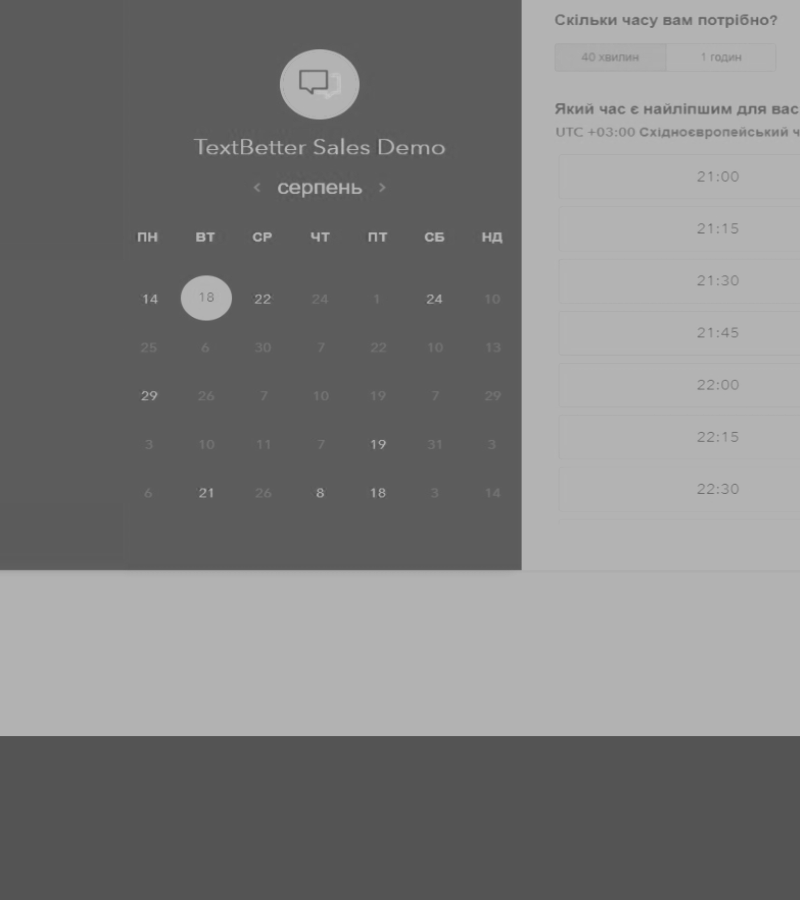 TextBetter Sales Demo
< серпень >
ПН ВТ СР ЧТ ПТ СБ НД
14 18 22 24 1 24 10
25 6 30 7 22 10 13
29 26 7 10 19 7 29
3 10 11 7 19 31 3
6 21 26 8 18 3 14
Скільки часу вам потрібно?
40 хвилин 1 годин
Який час є найліпшим для вас
UTC +03:00 Східноєвропейський ч
21:00
21:15
21:30
21:45
22:00
22:15
22:30